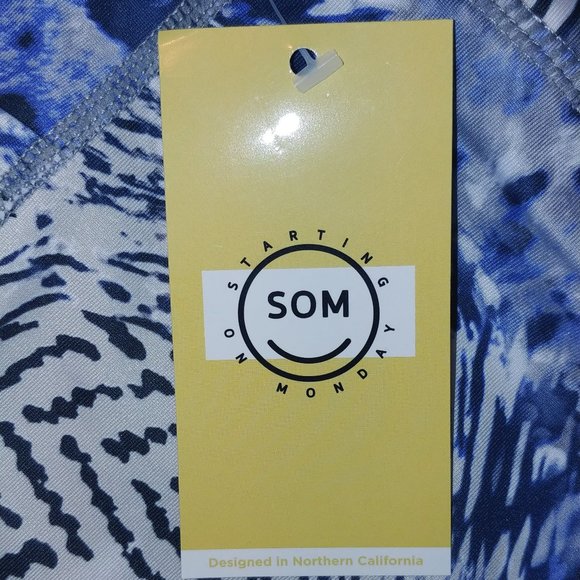 STARTING
SOM
ON MONDAY
Designed in Northern California